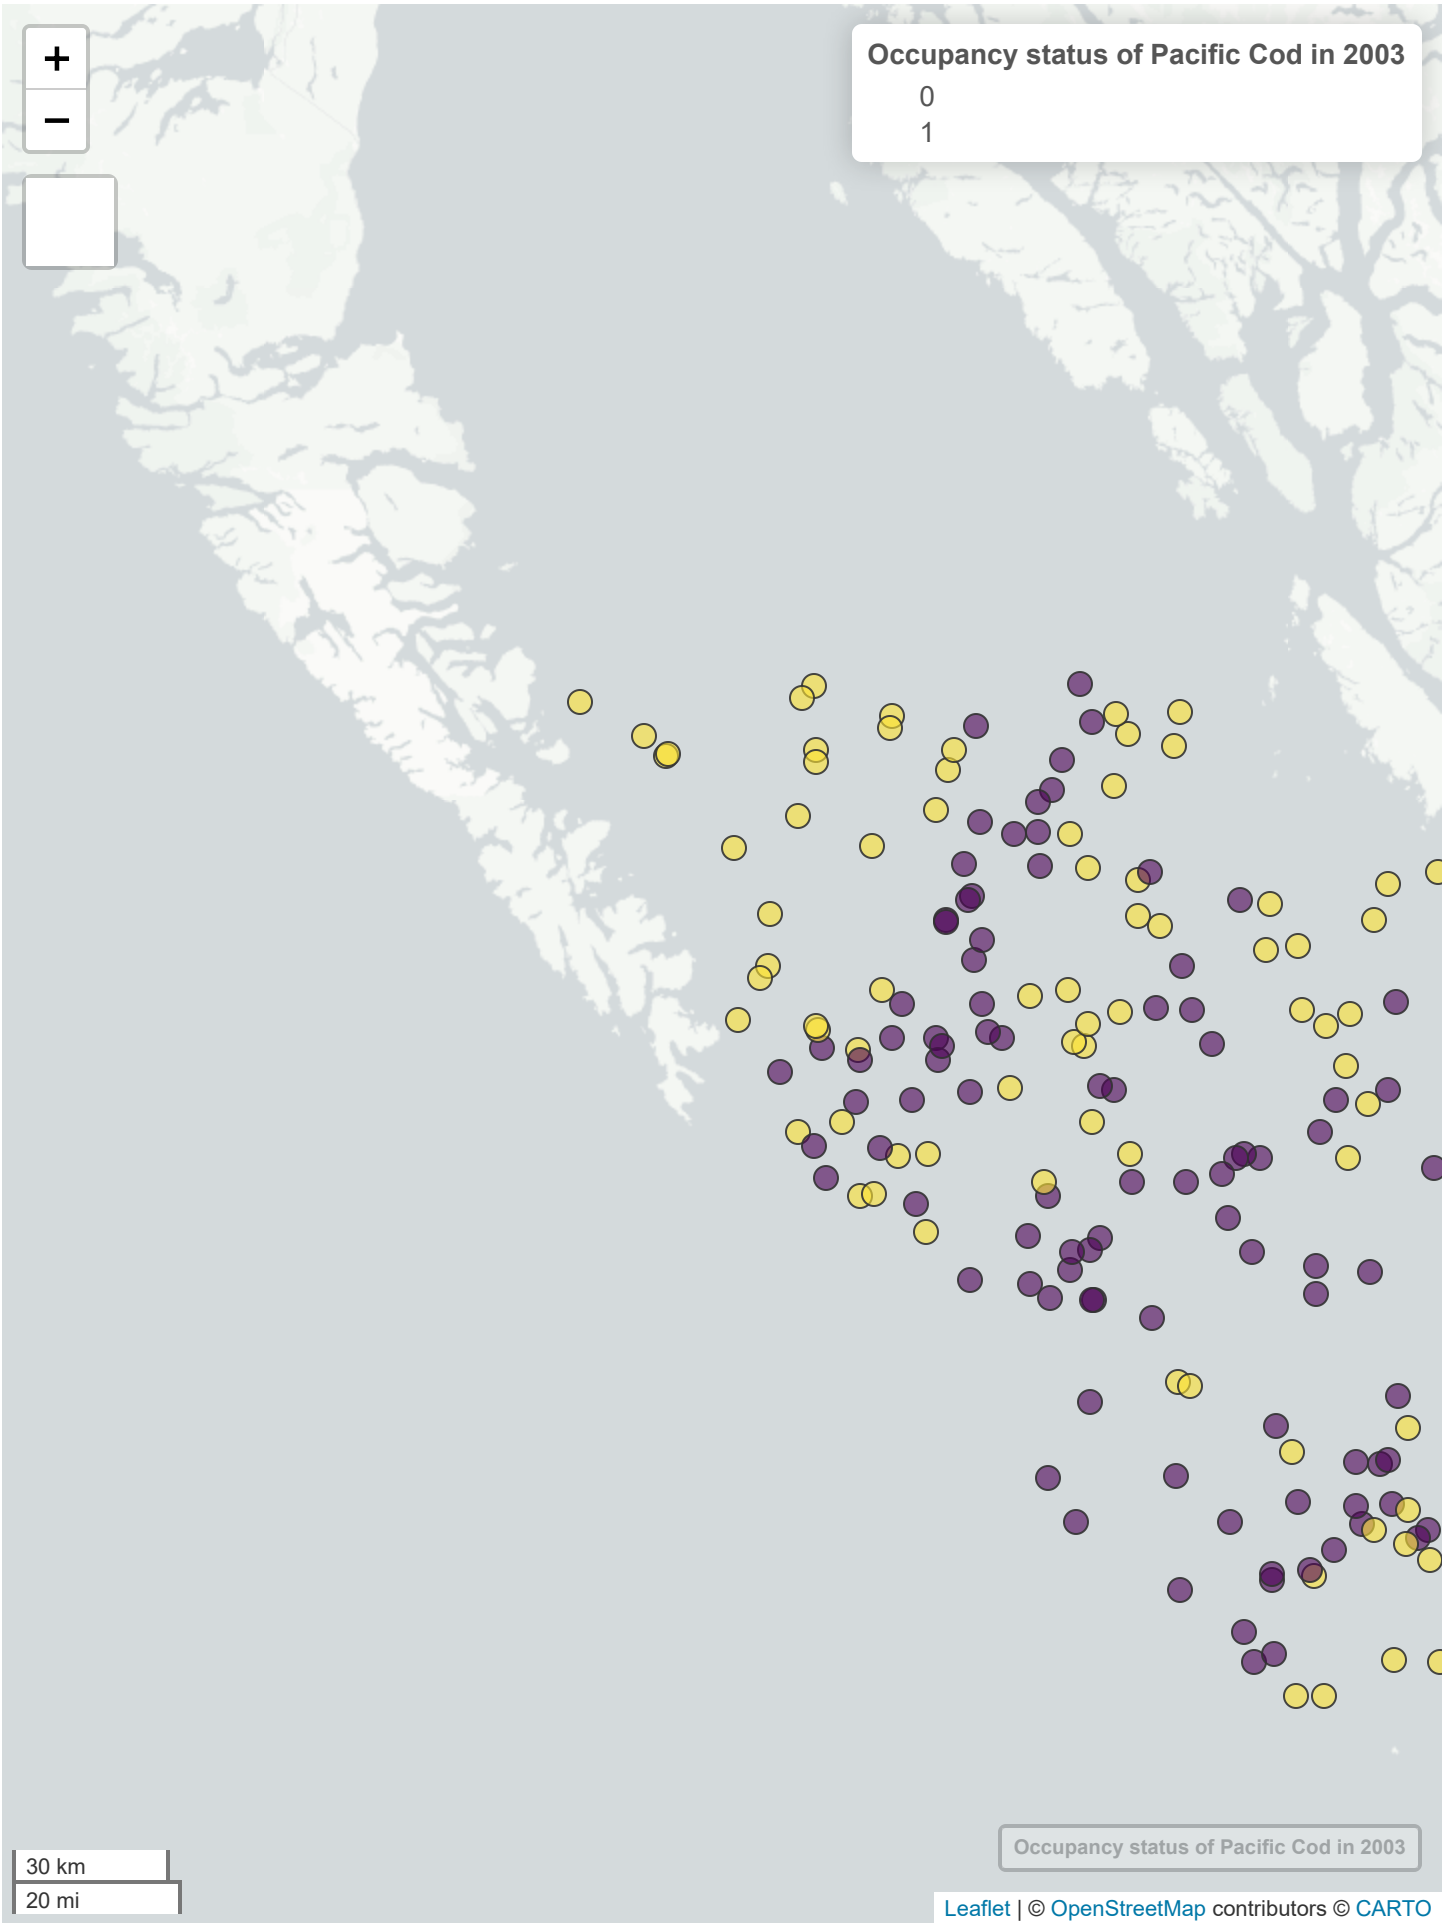 +
−
Occupancy status of Pacific Cod in 2003
0
1
Occupancy status of Pacific Cod in 2003
30 km
20 mi
Leaflet | © OpenStreetMap contributors © CARTO